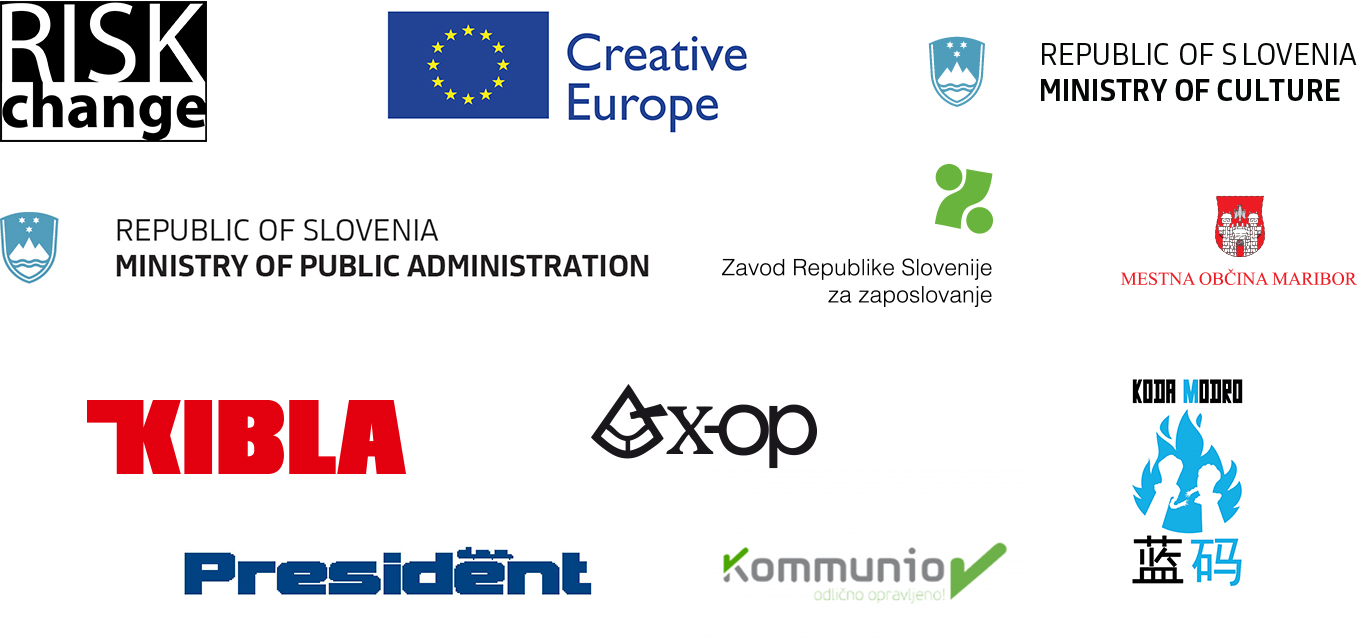 RISK
change
Creative
Europe
REPUBLIC OF SLOVENIA
MINISTRY OF CULTURE
REPUBLIC OF SLOVENIA
MINISTRY OF PUBLIC ADMINISTRATION
Zavod Republike Slovenije
za zaposlovanje
MESTNA OBČINA MARIBOR
KIBLA
x-op
KODA MODRO
蓝码
President
Kommunio
odlično opravljeno!